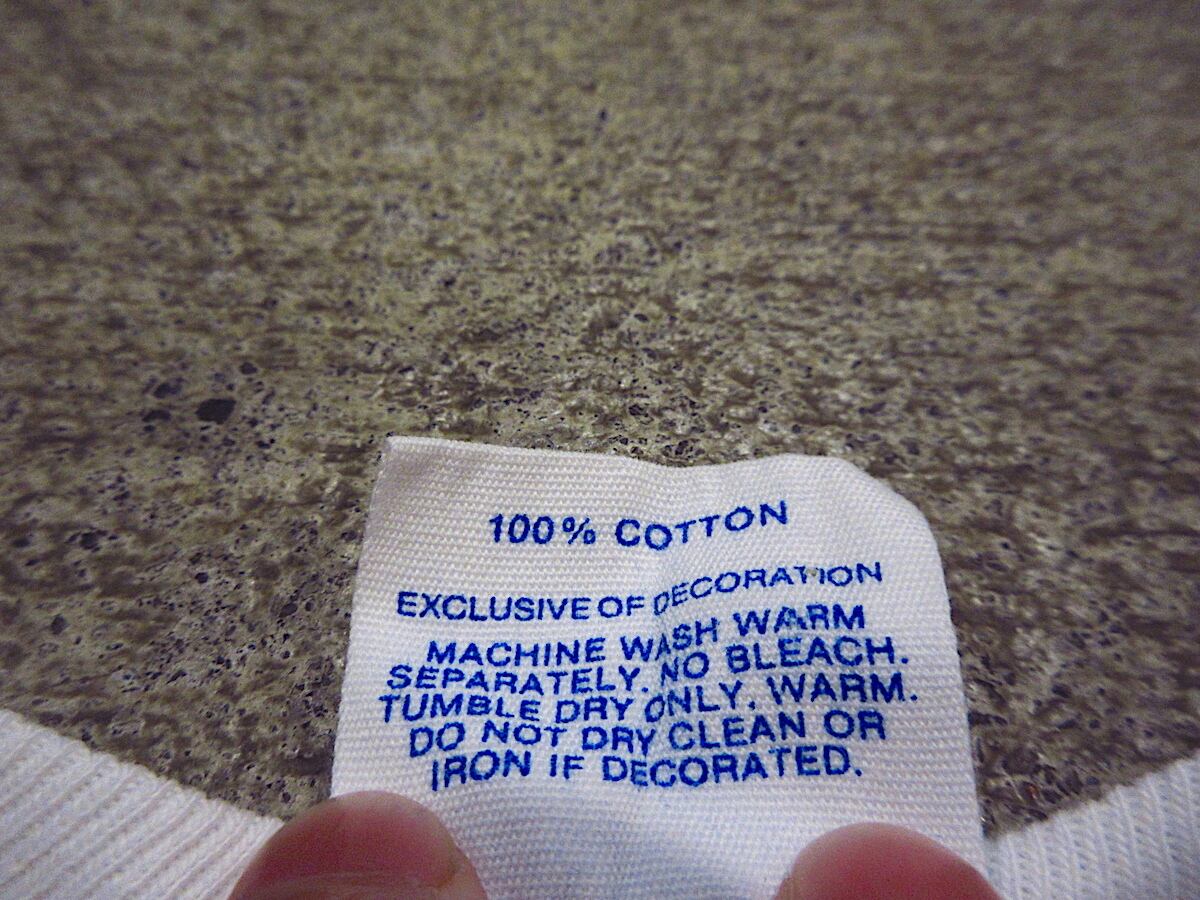 100% COTTON
EXCLUSIVE OF DECORATION
MACHINE WASH WARM
SEPARATELY. NO BLEACH.
TUMBLE DRY ONLY, WARM.
DO NOT DRY CLEAN OR
IRON IF DECORATED.